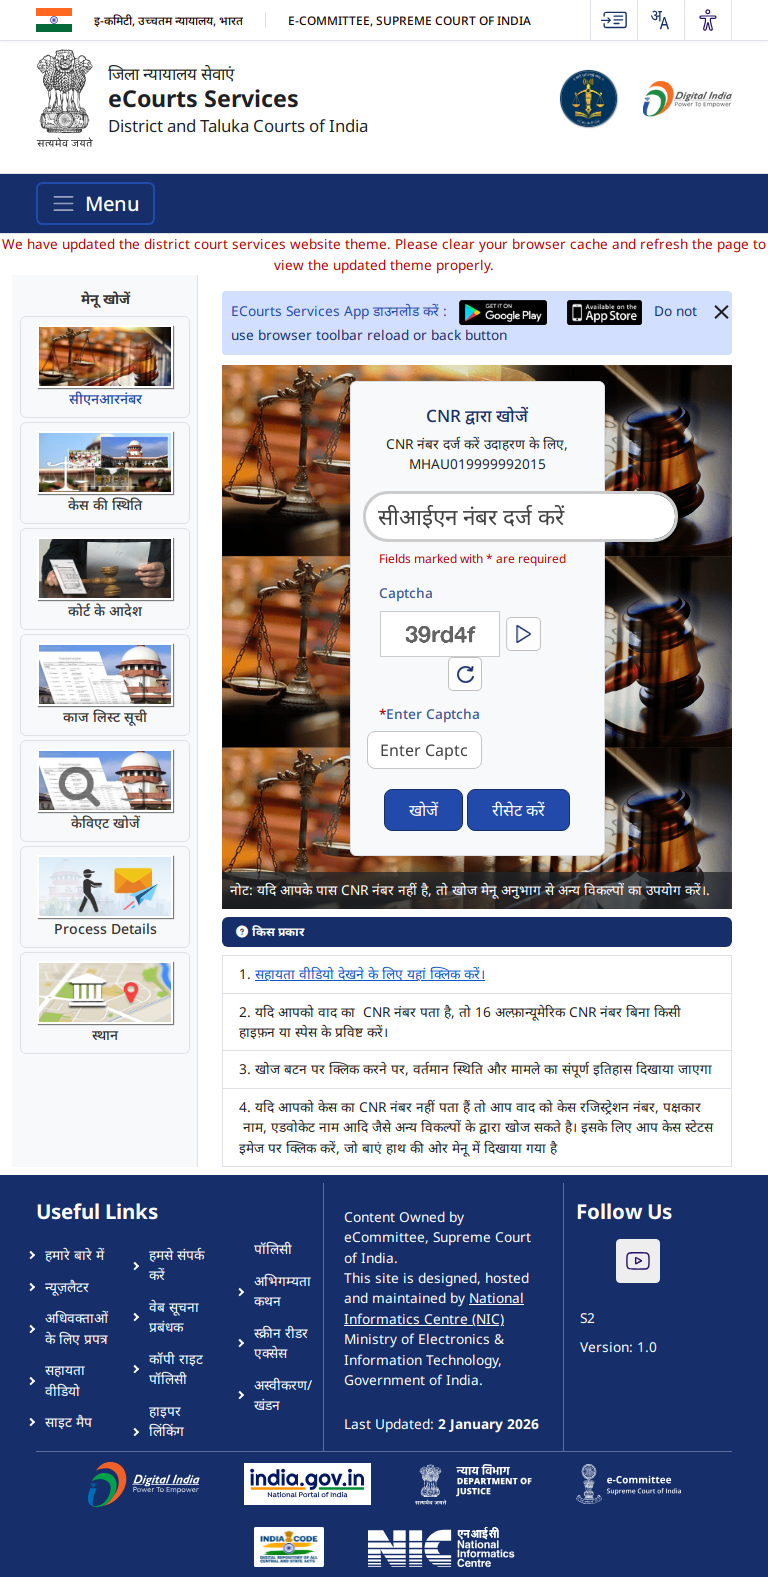 इ-कमिटी, उच्चतम न्यायालय, भारत
E-COMMITTEE, SUPREME COURT OF INDIA
अ A
सत्यमेव जयते
जिला न्यायालय सेवाएं
eCourts Services
District and Taluka Courts of India
Digital India
Power To Empower
Menu
We have updated the district court services website theme. Please clear your browser cache and refresh the page to
view the updated theme properly.
मेनू खोजें
सीएनआरनंबर
केस की स्थिति
कोर्ट के आदेश
काज लिस्ट सूची
केविएट खोजें
Process Details
स्थान
ECourts Services App डाउनलोड करें :
GET IT ON
Google Play
Available on the
App Store
Do not
use browser toolbar reload or back button
CNR द्वारा खोजें
CNR नंबर दर्ज करें उदाहरण के लिए,
MHAU019999992015
सीआईएन नंबर दर्ज करें
Fields marked with * are required
Captcha
39rd4f
*Enter Captcha
Enter Captc
खोजें
रीसेट करें
नोट: यदि आपके पास CNR नंबर नहीं है, तो खोज मेनू अनुभाग से अन्य विकल्पों का उपयोग करें।.
किस प्रकार
1. सहायता वीडियो देखने के लिए यहां क्लिक करें।
2. यदि आपको वाद का  CNR नंबर पता है, तो 16 अल्फ़ान्यूमेरिक CNR नंबर बिना किसी
हाइफ़न या स्पेस के प्रविष्ट करें।
3. खोज बटन पर क्लिक करने पर, वर्तमान स्थिति और मामले का संपूर्ण इतिहास दिखाया जाएगा
4. यदि आपको केस का CNR नंबर नहीं पता हैं तो आप वाद को केस रजिस्ट्रेशन नंबर, पक्षकार
नाम, एडवोकेट नाम आदि जैसे अन्य विकल्पों के द्वारा खोज सकते है। इसके लिए आप केस स्टेटस
इमेज पर क्लिक करें, जो बाएं हाथ की ओर मेनू में दिखाया गया है
Useful Links
हमारे बारे में
न्यूज़लैटर
अधिवक्ताओं
के लिए प्रपत्र
सहायता
वीडियो
साइट मैप
हमसे संपर्क
करें
वेब सूचना
प्रबंधक
कॉपी राइट
पॉलिसी
हाइपर
लिंकिंग
पॉलिसी
अभिगम्यता
कथन
स्क्रीन रीडर
एक्सेस
अस्वीकरण/
खंडन
Content Owned by
eCommittee, Supreme Court
of India.
This site is designed, hosted
and maintained by National
Informatics Centre (NIC)
Ministry of Electronics &
Information Technology,
Government of India.
Last Updated: 2 January 2026
Follow Us
S2
Version: 1.0
Digital India
Power To Empower
india.gov.in
National Portal of India
सत्यमेव जयते
न्याय विभाग
DEPARTMENT OF
JUSTICE
e-Committee
Supreme Court of India
INDIA CODE
DIGITAL REPOSITORY OF ALL
CENTRAL AND STATE ACTS
NIC
एनआईसी
National
Informatics
Centre